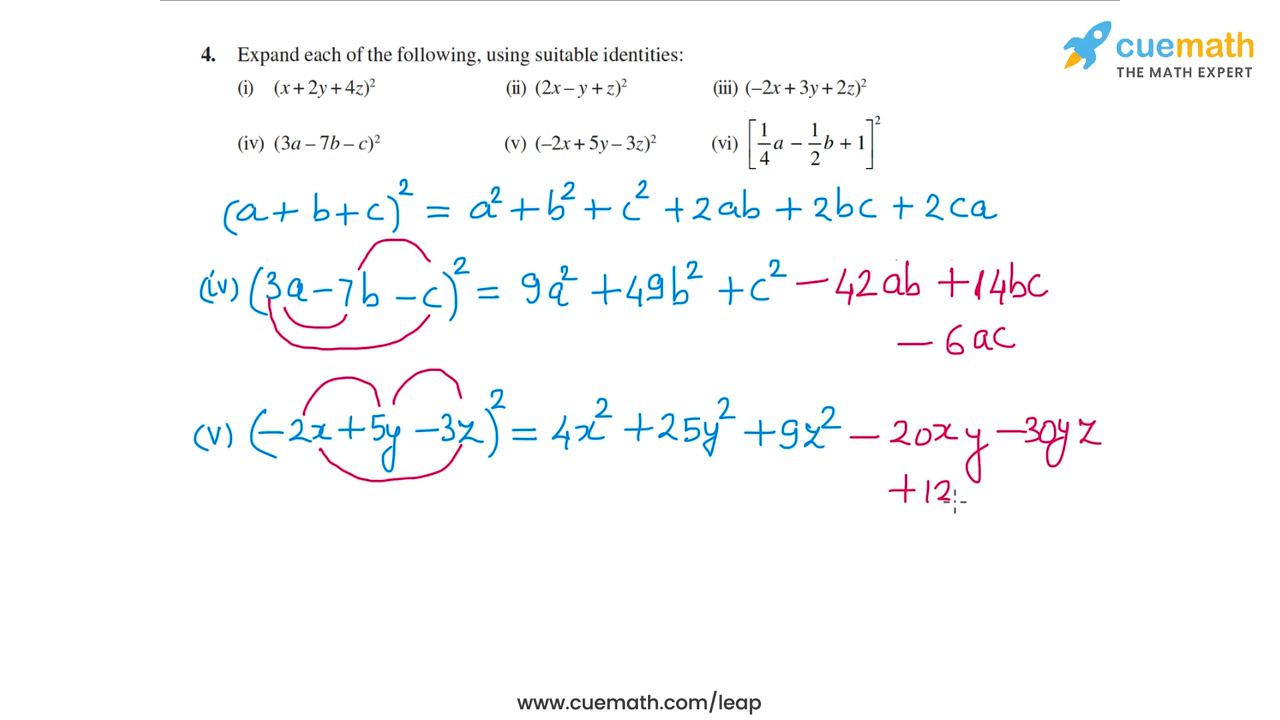 cuemath
THE MATH EXPERT
4. Expand each of the following, using suitable identities:
(i) (x + 2y + 4z)² (ii) (2x – y + z)² (iii) (–2x + 3y + 2z)²
(iv) (3a – 7b – c)² (v) (–2x + 5y – 3z)² (vi) [1/4 a – 1/2 b + 1]²
(a + b + c)² = a² + b² + c² + 2ab + 2bc + 2ca
(iv) (3a – 7b – c)² = 9a² + 49b² + c² – 42ab + 14bc
– 6ac
(v) (–2x + 5y – 3z)² = 4x² + 25y² + 9z² – 20xy – 30yz
+ 12
www.cuemath.com/leap